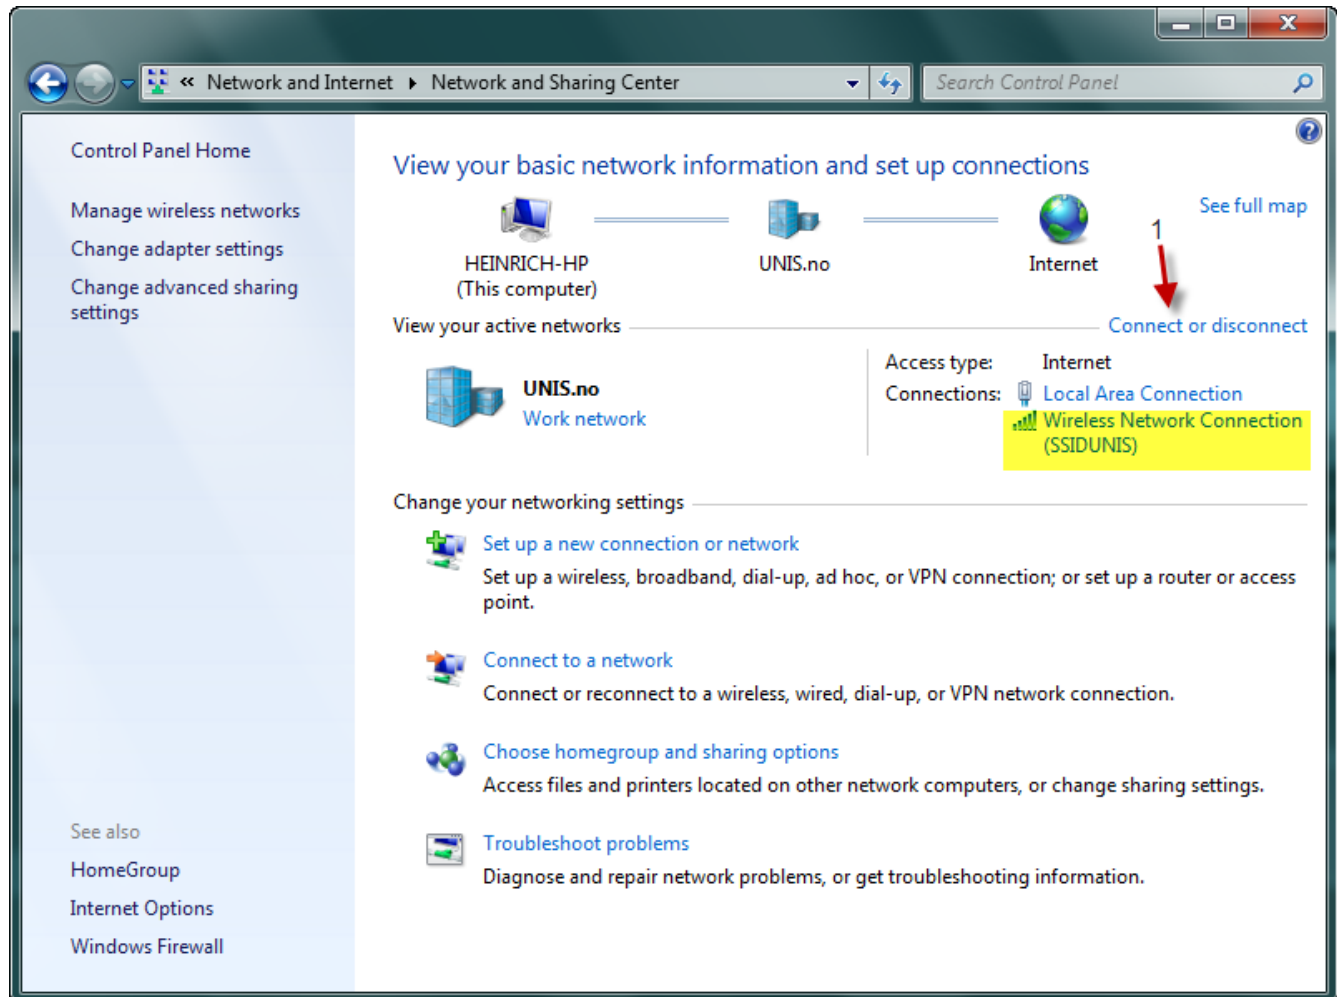 Network and Internet
Network and Sharing Center
Search Control Panel
Control Panel Home
Manage wireless networks
Change adapter settings
Change advanced sharing
settings
See also
HomeGroup
Internet Options
Windows Firewall
View your basic network information and set up connections
See full map
1
HEINRICH-HP
(This computer)
UNIS.no
Internet
View your active networks
Connect or disconnect
UNIS.no
Work network
Access type: Internet
Connections: Local Area Connection
Wireless Network Connection
(SSIDUNIS)
Change your networking settings
Set up a new connection or network
Set up a wireless, broadband, dial-up, ad hoc, or VPN connection; or set up a router or access
point.
Connect to a network
Connect or reconnect to a wireless, wired, dial-up, or VPN network connection.
Choose homegroup and sharing options
Access files and printers located on other network computers, or change sharing settings.
Troubleshoot problems
Diagnose and repair network problems, or get troubleshooting information.